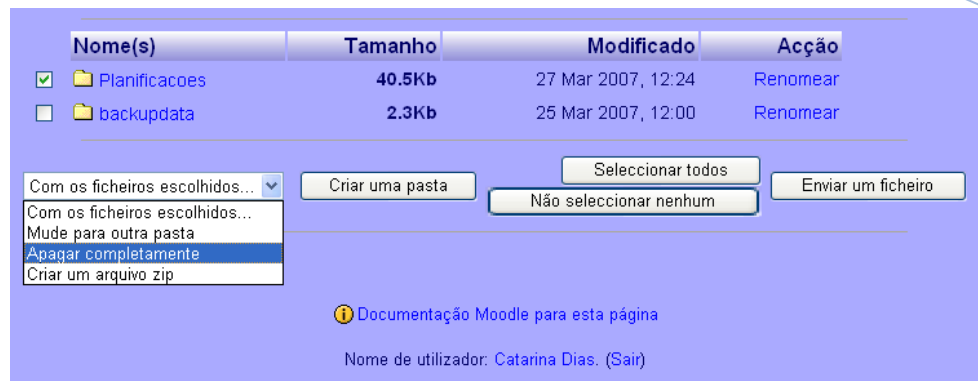 Nome(s) Tamanho Modificado Acção
Planificacoes 40.5Kb 27 Mar 2007, 12:24 Renomear
backupdata 2.3Kb 25 Mar 2007, 12:00 Renomear
Com os ficheiros escolhidos... Criar uma pasta Seleccionar todos Enviar um ficheiro
Não seleccionar nenhum
Com os ficheiros escolhidos...
Mude para outra pasta
Apagar completamente
Criar um arquivo zip
Documentação Moodle para esta página
Nome de utilizador: Catarina Dias. (Sair)